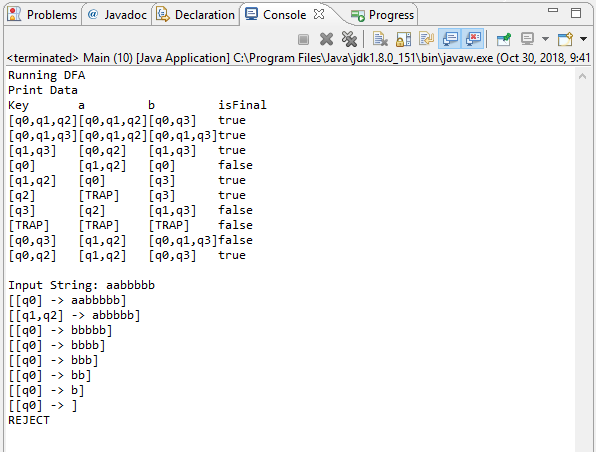 Problems @ Javadoc Declaration Console Progress
<terminated> Main (10) [Java Application] C:\Program Files\Java\jdk1.8.0_151\bin\javaw.exe (Oct 30, 2018, 9:41
Running DFA
Print Data
Key a b isFinal
[q0,q1,q2][q0,q1,q2][q0,q3] true
[q0,q1,q3][q0,q1,q2][q0,q1,q3]true
[q1,q3] [q0,q2] [q1,q3] true
[q0] [q1,q2] [q0] false
[q1,q2] [q0] [q3] true
[q2] [TRAP] [q3] true
[q3] [q2] [q1,q3] false
[TRAP] [TRAP] [TRAP] false
[q0,q3] [q1,q2] [q0,q1,q3]false
[q0,q2] [q1,q2] [q0,q3] true
Input String: aabbbbb
[[q0] -> aabbbbb]
[[q1,q2] -> abbbbb]
[[q0] -> bbbbb]
[[q0] -> bbbb]
[[q0] -> bbb]
[[q0] -> bb]
[[q0] -> b]
[[q0] -> ]
REJECT